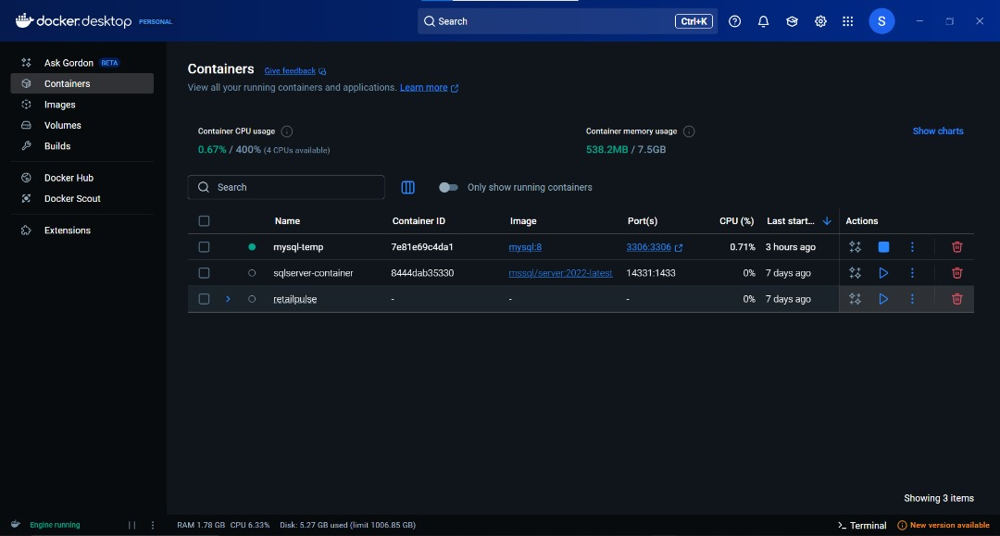 docker.desktop PERSONAL
Search Ctrl+K
S
Ask Gordon BETA
Containers
Images
Volumes
Builds
Docker Hub
Docker Scout
Extensions
Containers Give feedback
View all your running containers and applications. Learn more
Container CPU usage
0.67% / 400% (4 CPUs available)
Container memory usage
538.2MB / 7.5GB
Show charts
Search
Only show running containers
Name Container ID Image Port(s) CPU (%) Last start... Actions
mysql-temp 7e81e69c4da1 mysql:8 3306:3306 0.71% 3 hours ago
sqlserver-container 8444dab35330 mssql/server:2022-latest 14331:1433 0% 7 days ago
retailpulse - - - 0% 7 days ago
Showing 3 items
Engine running
RAM 1.78 GB CPU 6.33% Disk: 5.27 GB used (limit 1006.85 GB)
Terminal
New version available